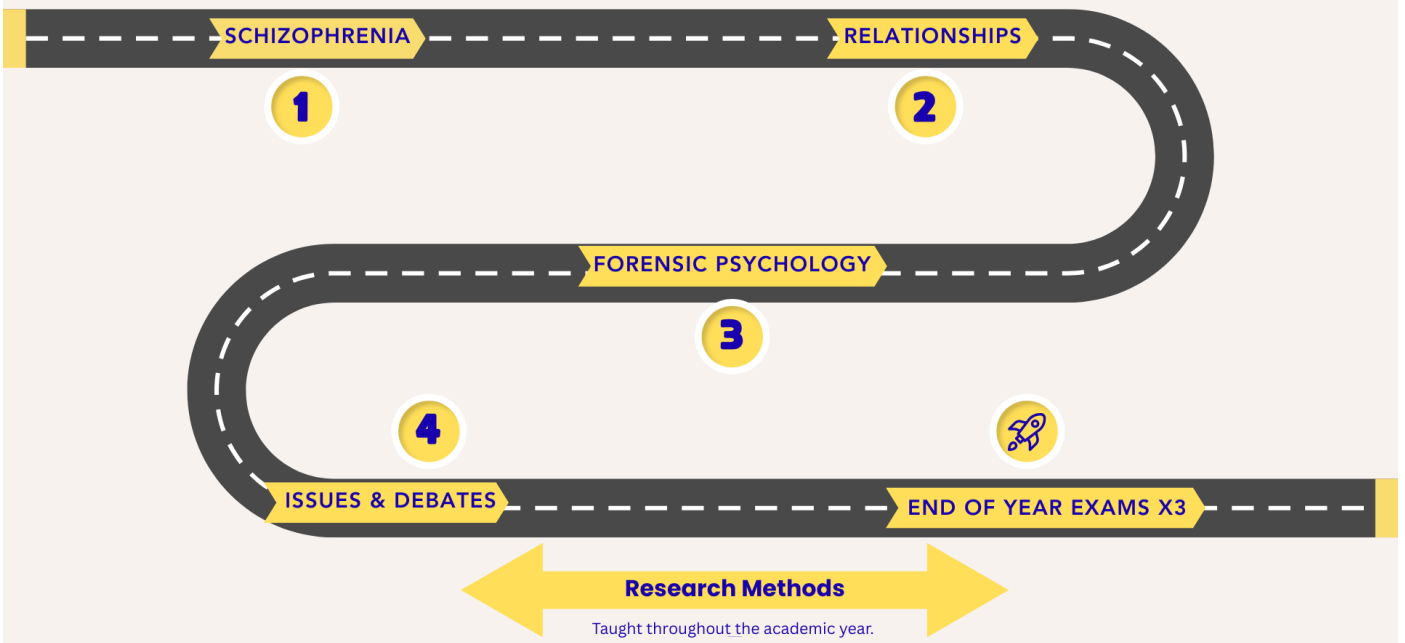 SCHIZOPHRENIA
RELATIONSHIPS
1
2
FORENSIC PSYCHOLOGY
3
4
ISSUES & DEBATES
END OF YEAR EXAMS X3
Research Methods
Taught throughout the academic year.